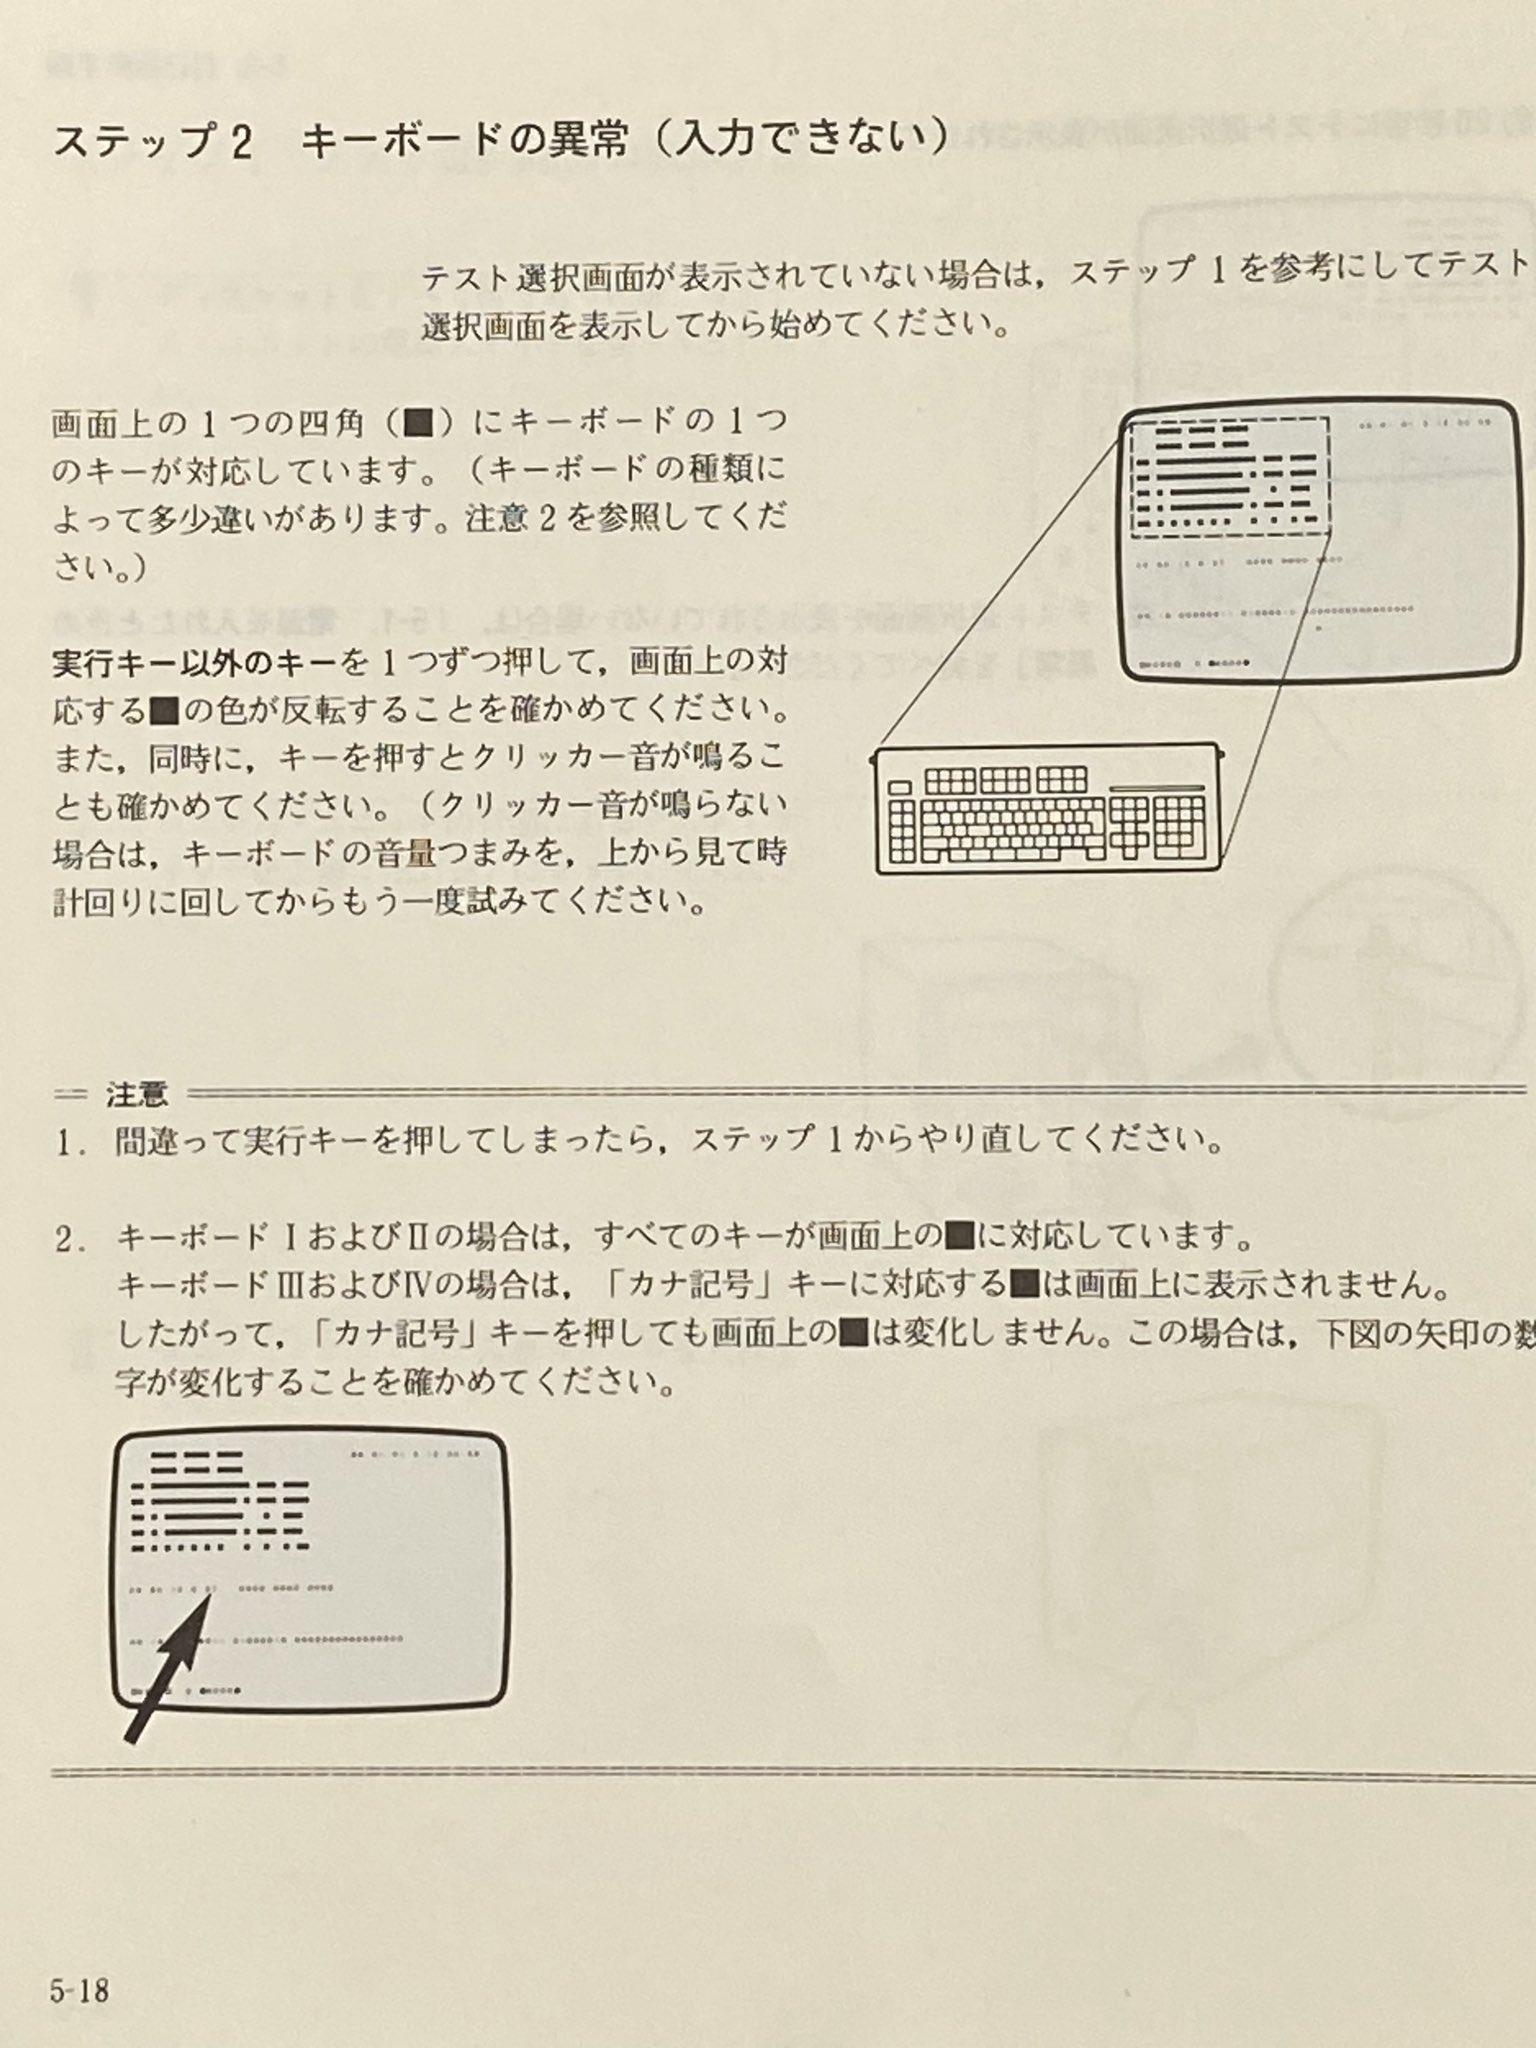 ステップ2 キーボードの異常（入力できない）
テスト選択画面が表示されていない場合は，ステップ1を参考にしてテスト
選択画面を表示してから始めてください。
画面上の1つの四角（■）にキーボードの1つ
のキーが対応しています。（キーボードの種類に
よって多少違いがあります。注意2を参照してくだ
さい。）
実行キー以外のキーを1つずつ押して，画面上の対
応する■の色が反転することを確かめてください。
また，同時に，キーを押すとクリッカー音が鳴るこ
とも確かめてください。（クリッカー音が鳴らない
場合は，キーボードの音量つまみを，上から見て時
計回りに回してからもう一度試みてください。
注意
1. 間違って実行キーを押してしまったら，ステップ1からやり直してください。
2. キーボードⅠおよびⅡの場合は，すべてのキーが画面上の■に対応しています。
キーボードⅢおよびⅣの場合は，「カナ記号」キーに対応する■は画面上に表示されません。
したがって，「カナ記号」キーを押しても画面上の■は変化しません。この場合は，下図の矢印の数
字が変化することを確かめてください。
5-18